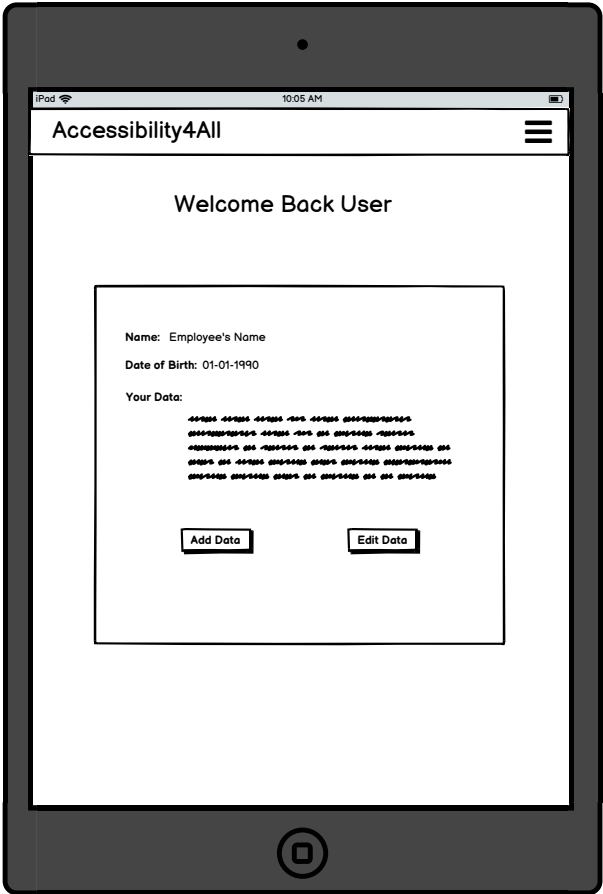 iPad 10:05 AM
Accessibility4All
Welcome Back User
Name: Employee's Name
Date of Birth: 01-01-1990
Your Data:
Add Data Edit Data